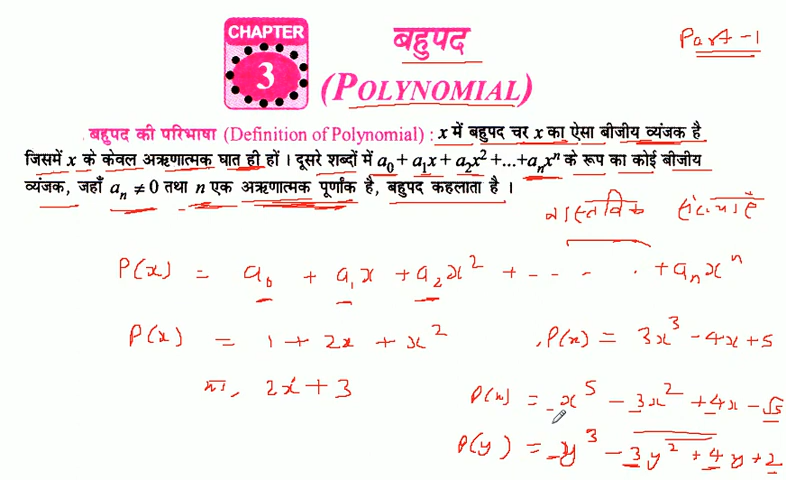 CHAPTER
3
बहुपद
(POLYNOMIAL)
Part-1
बहुपद की परिभाषा (Definition of Polynomial) : x में बहुपद चर x का ऐसा बीजीय व्यंजक है
जिसमें x के केवल अऋणात्मक घात ही हों । दूसरे शब्दों में a₀ + a₁x + a₂x² +...+aₙxⁿ के रूप का कोई बीजीय
व्यंजक, जहाँ aₙ ≠ 0 तथा n एक अऋणात्मक पूर्णांक है, बहुपद कहलाता है ।
वास्तविक संख्याएँ
P(x) = a₀ + a₁x + a₂x² + - - - - . + aₙxⁿ
P(x) = 1 + 2x + x²
P(x) = 3x³ - 4x + 5
या, 2x + 3
P(x) = x⁵ - 3x² + 4x - √5
P(y) = y³ - 3y² + 4y + 2